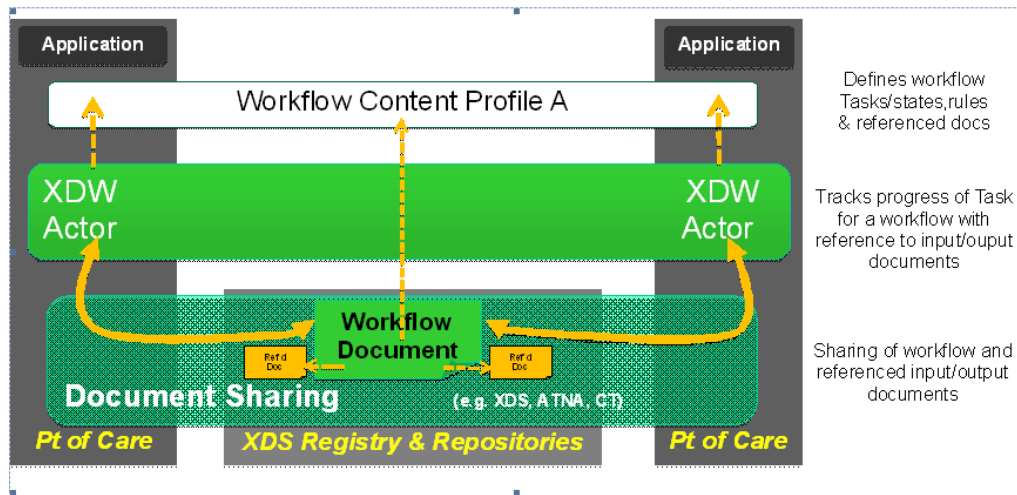 Application
Application
Workflow Content Profile A
Defines workflow
Tasks/states,rules
& referenced docs
XDW
Actor
XDW
Actor
Tracks progress of Task
for a workflow with
reference to input/ouput
documents
Workflow
Document
Ref'd
Doc
Ref'd
Doc
Document Sharing
(e.g. XDS, ATNA, CT)
Sharing of workflow and
referenced input/output
documents
Pt of Care
XDS Registry & Repositories
Pt of Care